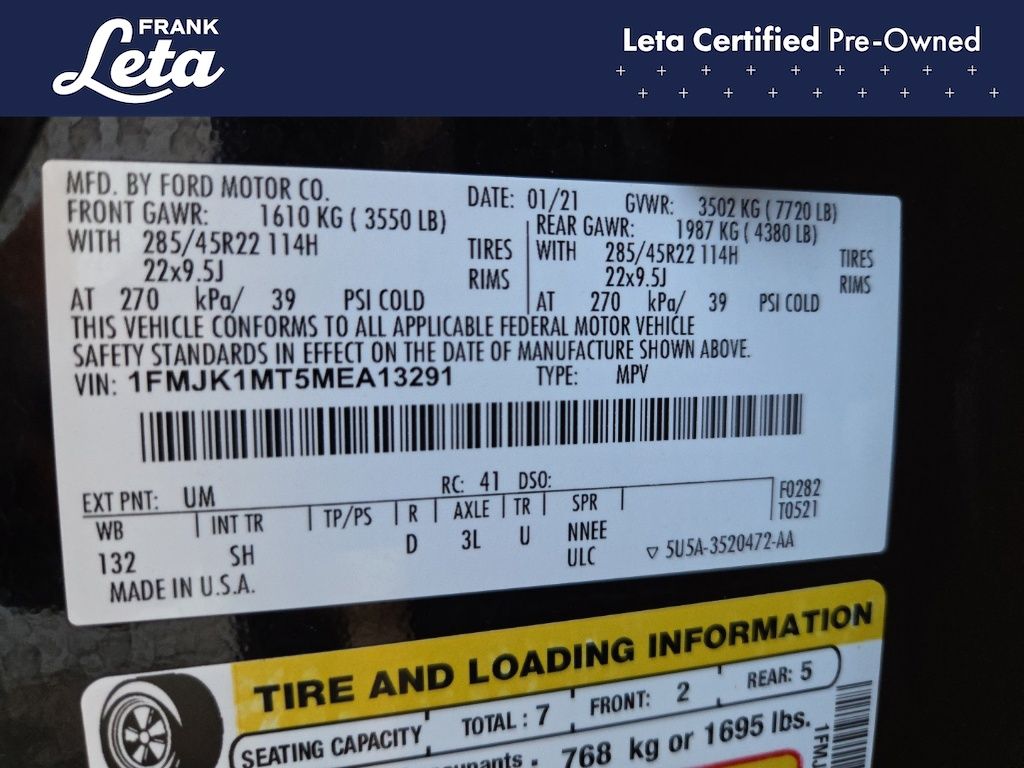 FRANK
Leta
Leta Certified Pre-Owned
MFD. BY FORD MOTOR CO. DATE: 01/21 GVWR: 3502 KG ( 7720 LB)
FRONT GAWR: 1610 KG ( 3550 LB) REAR GAWR: 1987 KG ( 4380 LB)
WITH 285/45R22 114H TIRES WITH 285/45R22 114H TIRES
22x9.5J RIMS 22x9.5J RIMS
AT 270 kPa/ 39 PSI COLD AT 270 kPa/ 39 PSI COLD
THIS VEHICLE CONFORMS TO ALL APPLICABLE FEDERAL MOTOR VEHICLE
SAFETY STANDARDS IN EFFECT ON THE DATE OF MANUFACTURE SHOWN ABOVE.
VIN: 1FMJK1MT5MEA13291 TYPE: MPV
EXT PNT: UM RC: 41 DSO: F0282
WB INT TR TP/PS R AXLE TR SPR T0521
132 SH D 3L U NNEE
ULC ▽ 5U5A-3520472-AA
MADE IN U.S.A.
TIRE AND LOADING INFORMATION
SEATING CAPACITY TOTAL : 7 FRONT: 2 REAR: 5
768 kg or 1695 lbs.
1FMJ